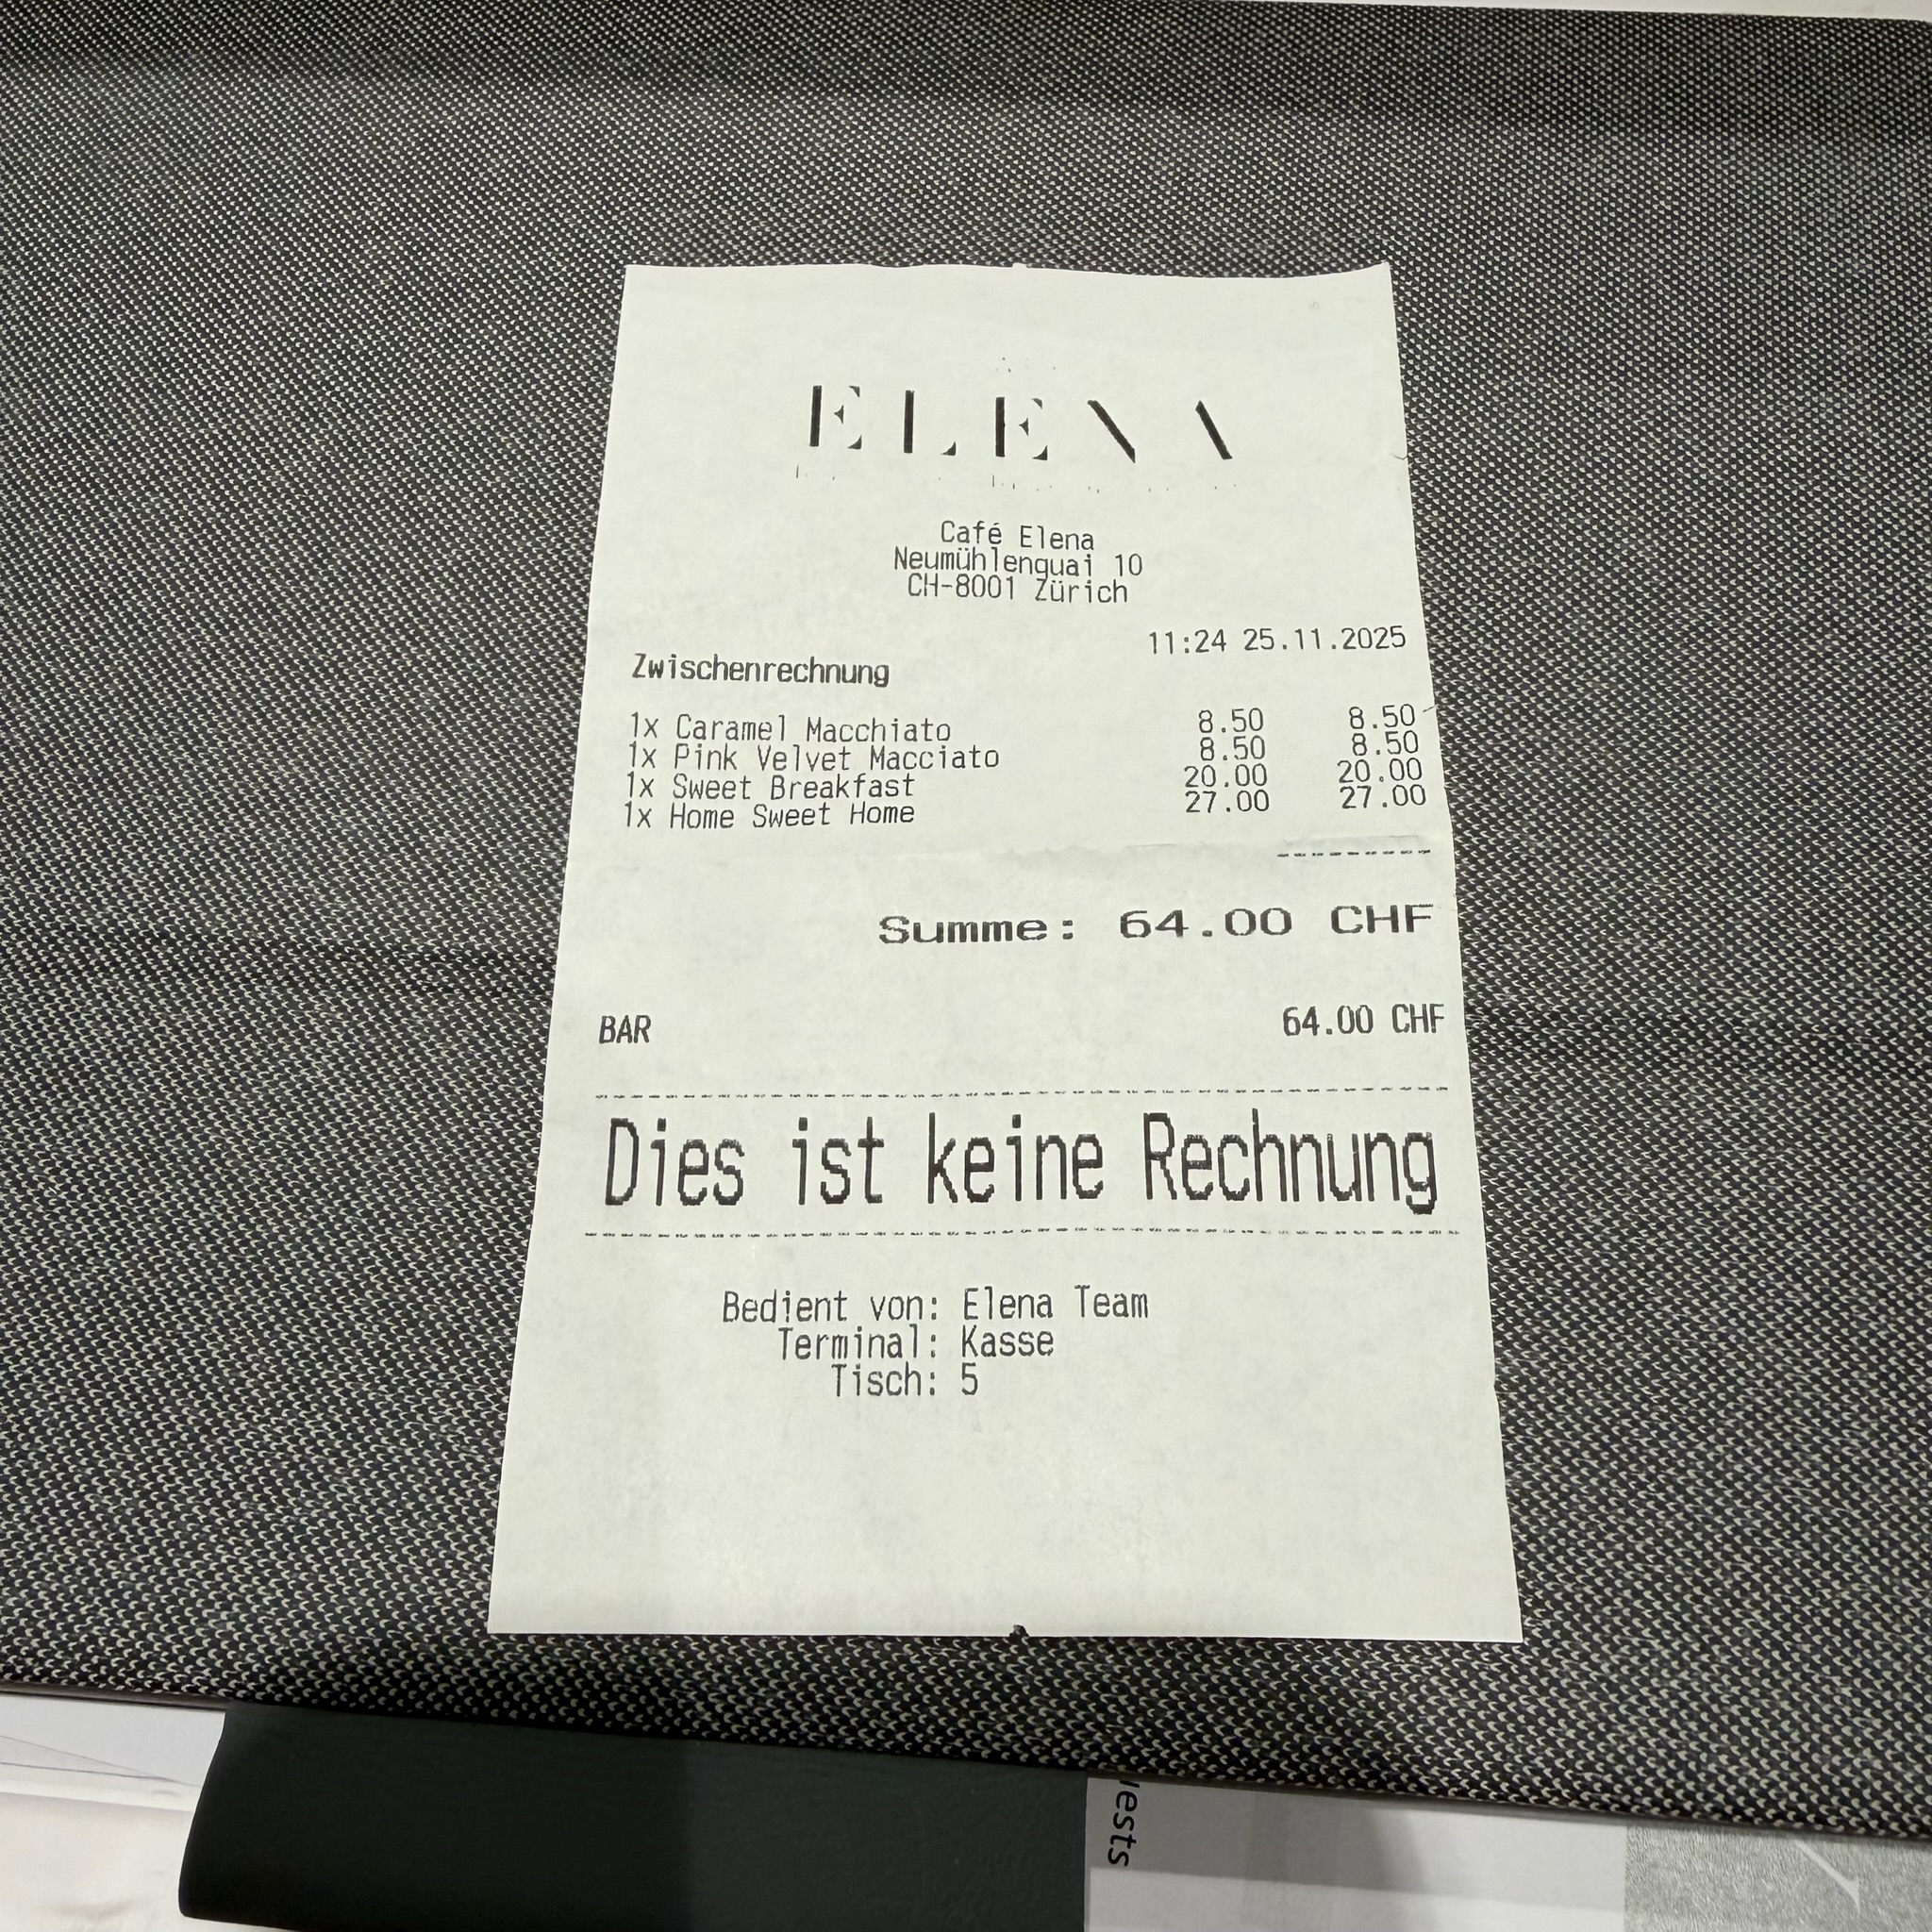 ELENA
Café Elena
Neumühlenquai 10
CH-8001 Zürich
11:24 25.11.2025
Zwischenrechnung
1x Caramel Macchiato 8.50 8.50
1x Pink Velvet Macciato 8.50 8.50
1x Sweet Breakfast 20.00 20.00
1x Home Sweet Home 27.00 27.00
Summe: 64.00 CHF
BAR 64.00 CHF
Dies ist keine Rechnung
Bedient von: Elena Team
Terminal: Kasse
Tisch: 5